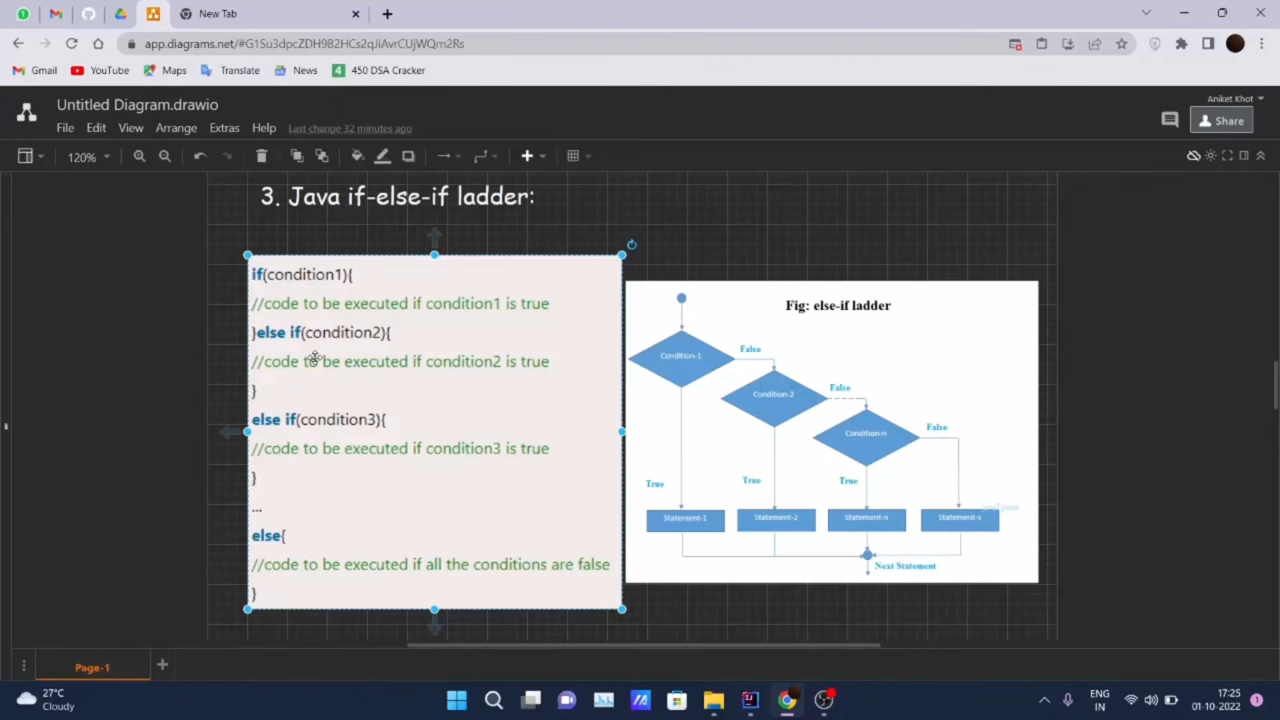 New Tab
app.diagrams.net/#G1Su3dpcZDH9B2HCs2qJiAvrCUjWQm2Rs
Gmail
YouTube
Maps
Translate
News
4
450 DSA Cracker
Untitled Diagram.drawio
Aniket Khot
File Edit View Arrange Extras Help Last change 32 minutes ago
Share
120%
3. Java if-else-if ladder:
if(condition1){
//code to be executed if condition1 is true
}else if(condition2){
//code to be executed if condition2 is true
}
else if(condition3){
//code to be executed if condition3 is true
}
...
else{
//code to be executed if all the conditions are false
}
Fig: else-if ladder
Condition-1
False
Condition-2
False
Condition-n
False
True
True
True
Statement-1
Statement-2
Statement-n
Statement-s
Next Statement
Page-1
27°C
Cloudy
ENG
IN
17:25
01-10-2022
1